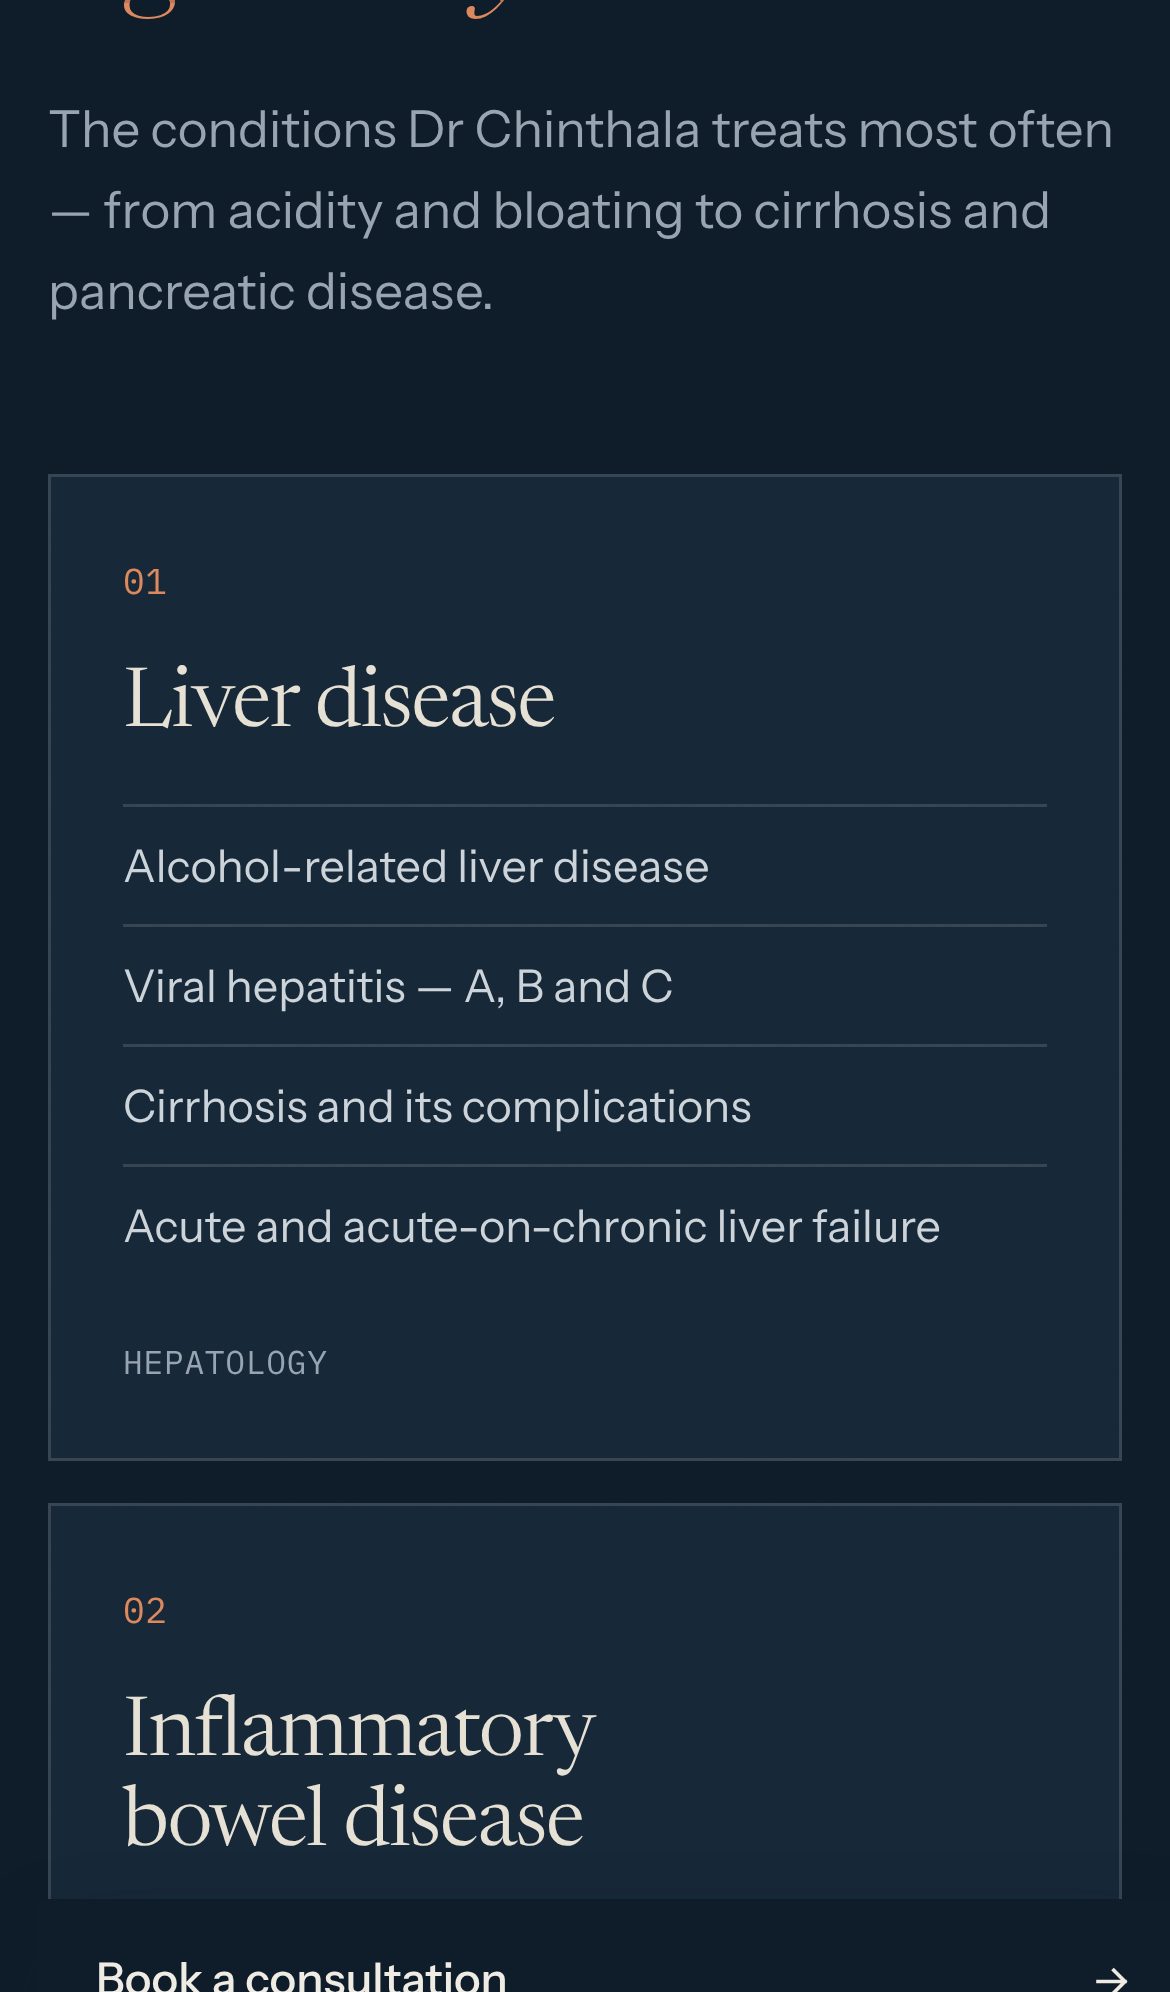 The conditions Dr Chinthala treats most often
— from acidity and bloating to cirrhosis and
pancreatic disease.
01
Liver disease
Alcohol-related liver disease
Viral hepatitis — A, B and C
Cirrhosis and its complications
Acute and acute-on-chronic liver failure
HEPATOLOGY
02
Inflammatory
bowel disease
Book a consultation →